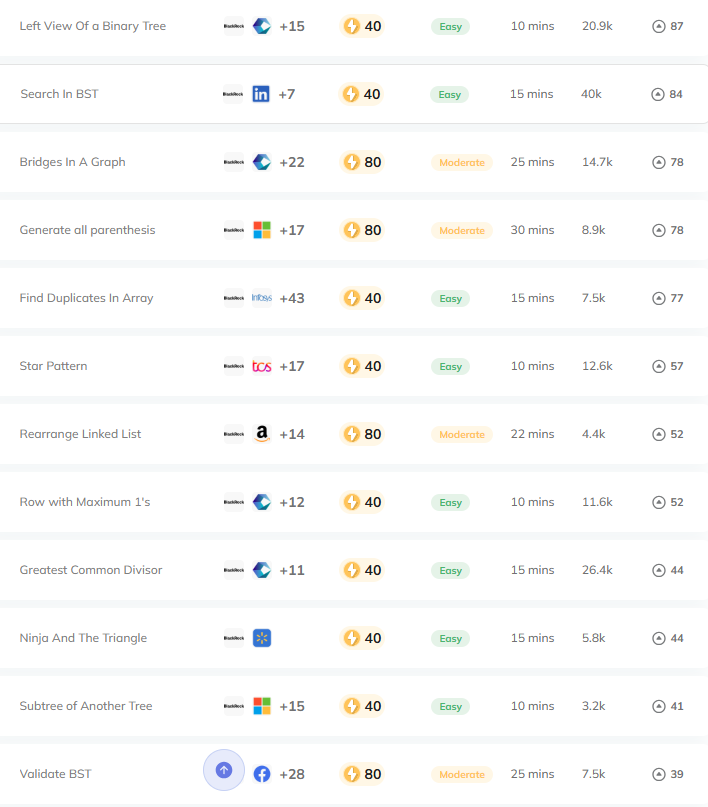 Left View Of a Binary Tree BlackRock +15 40 Easy 10 mins 20.9k 87
Search In BST BlackRock in +7 40 Easy 15 mins 40k 84
Bridges In A Graph BlackRock +22 80 Moderate 25 mins 14.7k 78
Generate all parenthesis BlackRock +17 80 Moderate 30 mins 8.9k 78
Find Duplicates In Array BlackRock Infosys +43 40 Easy 15 mins 7.5k 77
Star Pattern BlackRock tcs +17 40 Easy 10 mins 12.6k 57
Rearrange Linked List BlackRock a +14 80 Moderate 22 mins 4.4k 52
Row with Maximum 1's BlackRock +12 40 Easy 10 mins 11.6k 52
Greatest Common Divisor BlackRock +11 40 Easy 15 mins 26.4k 44
Ninja And The Triangle BlackRock 40 Easy 15 mins 5.8k 44
Subtree of Another Tree BlackRock +15 40 Easy 10 mins 3.2k 41
Validate BST f +28 80 Moderate 25 mins 7.5k 39